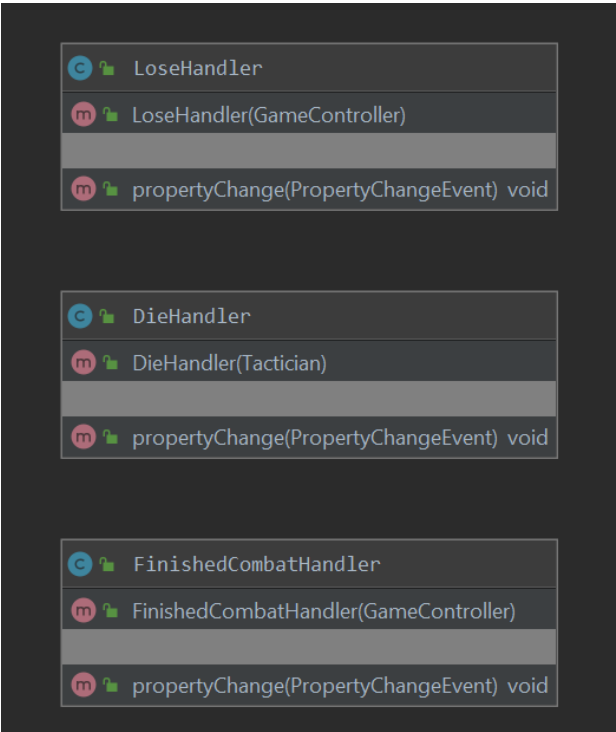 C LoseHandler
m LoseHandler(GameController)
m propertyChange(PropertyChangeEvent) void
C DieHandler
m DieHandler(Tactician)
m propertyChange(PropertyChangeEvent) void
C FinishedCombatHandler
m FinishedCombatHandler(GameController)
m propertyChange(PropertyChangeEvent) void